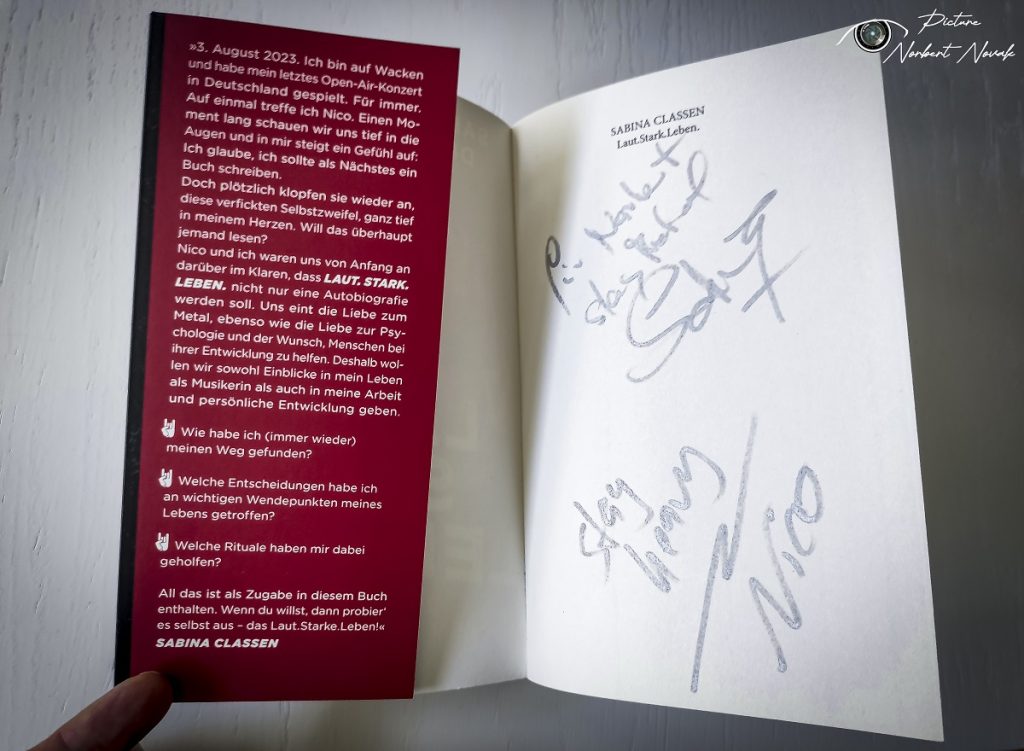 »3. August 2023. Ich bin auf Wacken
und habe mein letztes Open-Air-Konzert
in Deutschland gespielt. Für immer.
Auf einmal treffe ich Nico. Einen Mo-
ment lang schauen wir uns tief in die
Augen und in mir steigt ein Gefühl auf:
Ich glaube, ich sollte als Nächstes ein
Buch schreiben.
Doch plötzlich klopfen sie wieder an,
diese verfickten Selbstzweifel, ganz tief
in meinem Herzen. Will das überhaupt
jemand lesen?
Nico und ich waren uns von Anfang an
darüber im Klaren, dass LAUT. STARK.
LEBEN. nicht nur eine Autobiografie
werden soll. Uns eint die Liebe zum
Metal, ebenso wie die Liebe zur Psy-
chologie und der Wunsch, Menschen bei
ihrer Entwicklung zu helfen. Deshalb wol-
len wir sowohl Einblicke in mein Leben
als Musikerin als auch in meine Arbeit
und persönliche Entwicklung geben.
Wie habe ich (immer wieder)
meinen Weg gefunden?
Welche Entscheidungen habe ich
an wichtigen Wendepunkten meines
Lebens getroffen?
Welche Rituale haben mir dabei
geholfen?
All das ist als Zugabe in diesem Buch
enthalten. Wenn du willst, dann probier'
es selbst aus – das Laut.Starke.Leben!«
SABINA CLASSEN
SABINA CLASSEN
Laut.Stark.Leben.
stay
stay
heavy
Nico
Picture
Norbert Novak